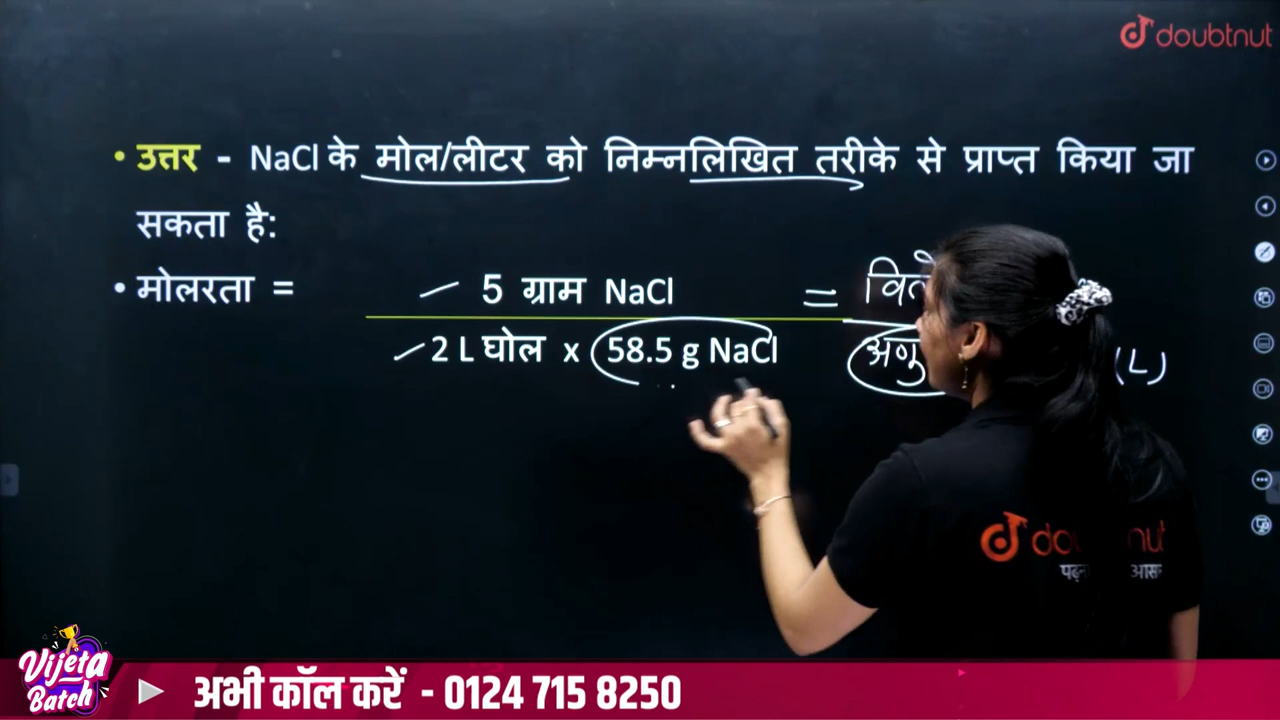 doubtnut
• उत्तर - NaCl के मोल/लीटर को निम्नलिखित तरीके से प्राप्त किया जा
सकता है:
• मोलरता =
5 ग्राम NaCl
2 L घोल x 58.5 g NaCl
=
(L)
पढ़ना
Vijeta
Batch
अभी कॉल करें - 0124 715 8250